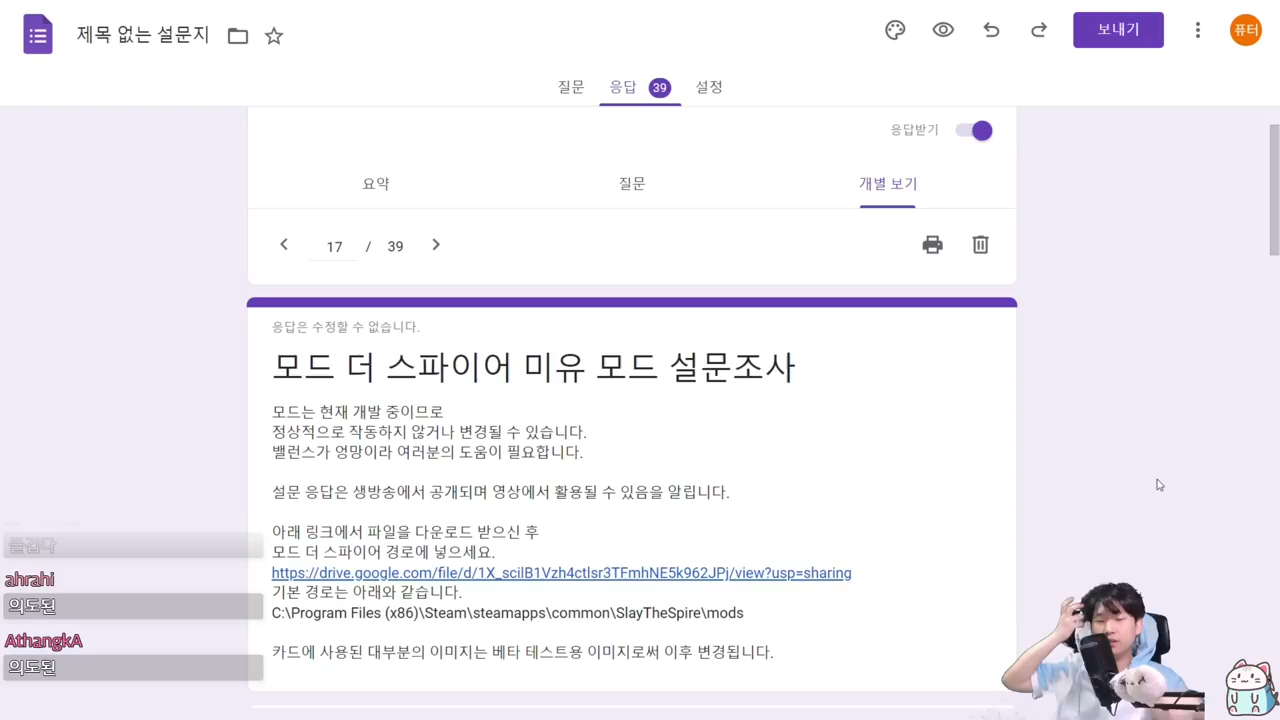 제목 없는 설문지
보내기
퓨터
질문 응답 39 설정
응답받기
요약 질문 개별 보기
17 / 39
응답은 수정할 수 없습니다.
모드 더 스파이어 미유 모드 설문조사
모드는 현재 개발 중이므로
정상적으로 작동하지 않거나 변경될 수 있습니다.
밸런스가 엉망이라 여러분의 도움이 필요합니다.
설문 응답은 생방송에서 공개되며 영상에서 활용될 수 있음을 알립니다.
아래 링크에서 파일을 다운로드 받으신 후
모드 더 스파이어 경로에 넣으세요.
https://drive.google.com/file/d/1X_scilB1Vzh4ctlsr3TFmhNE5k962JPj/view?usp=sharing
기본 경로는 아래와 같습니다.
C:\Program Files (x86)\Steam\steamapps\common\SlayTheSpire\mods
카드에 사용된 대부분의 이미지는 베타 테스트용 이미지로써 이후 변경됩니다.
즐겁다
ahrahi
의도된
AthangkA
의도된